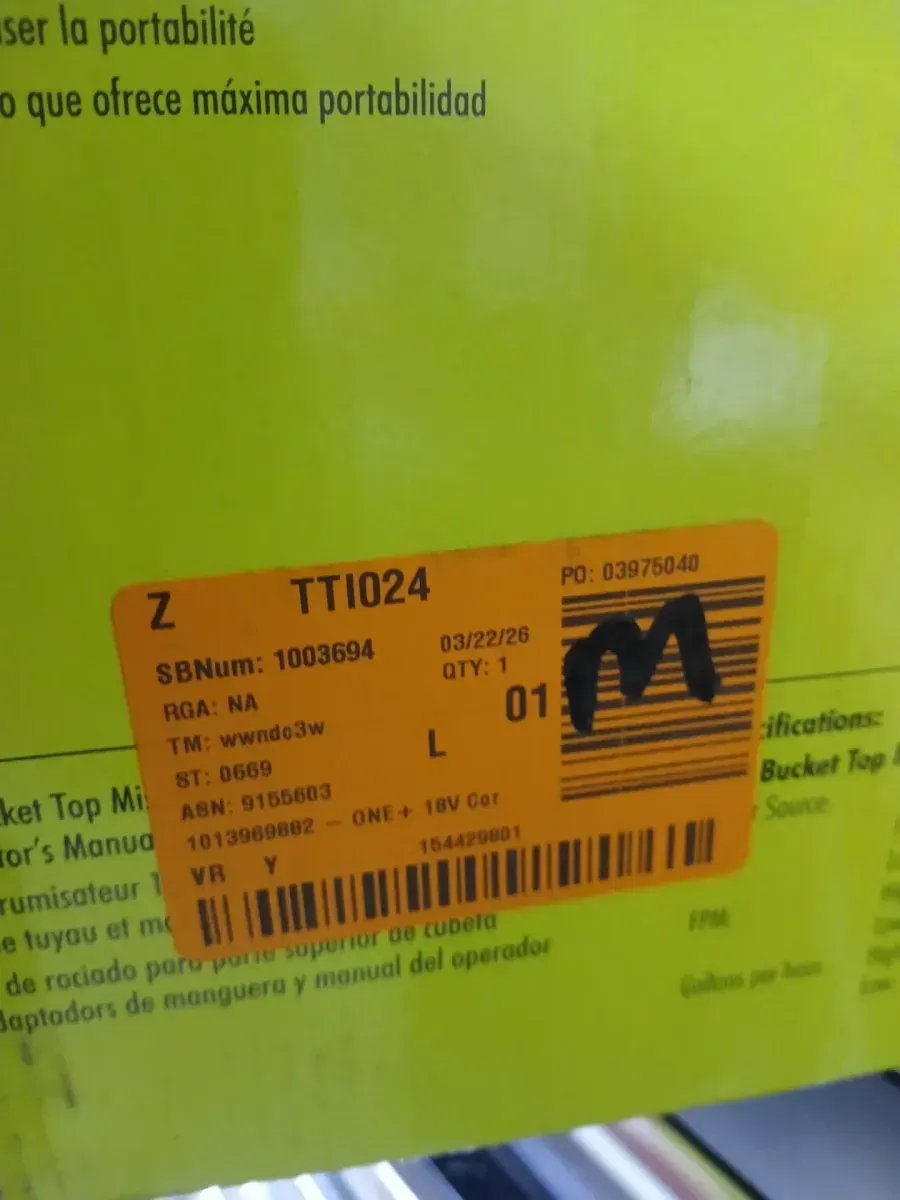 ser la portabilité
o que ofrece máxima portabilidad
Z TTI024 PO: 03975040
SBNum: 1003694 03/22/26
RGA: NA QTY: 1
TM: wwndc3w L 01 M
ST: 0669
ASN: 9155603
1013969882 - ONE+ 18V Cor
VR Y 154429801
ket Top Mi
tor's Manua
rumisateur
e tuyau et
de rociado para parte superior de cubeta
daptadors de manguera y manual del operador
cifications:
Bucket Top
Source
FPM: